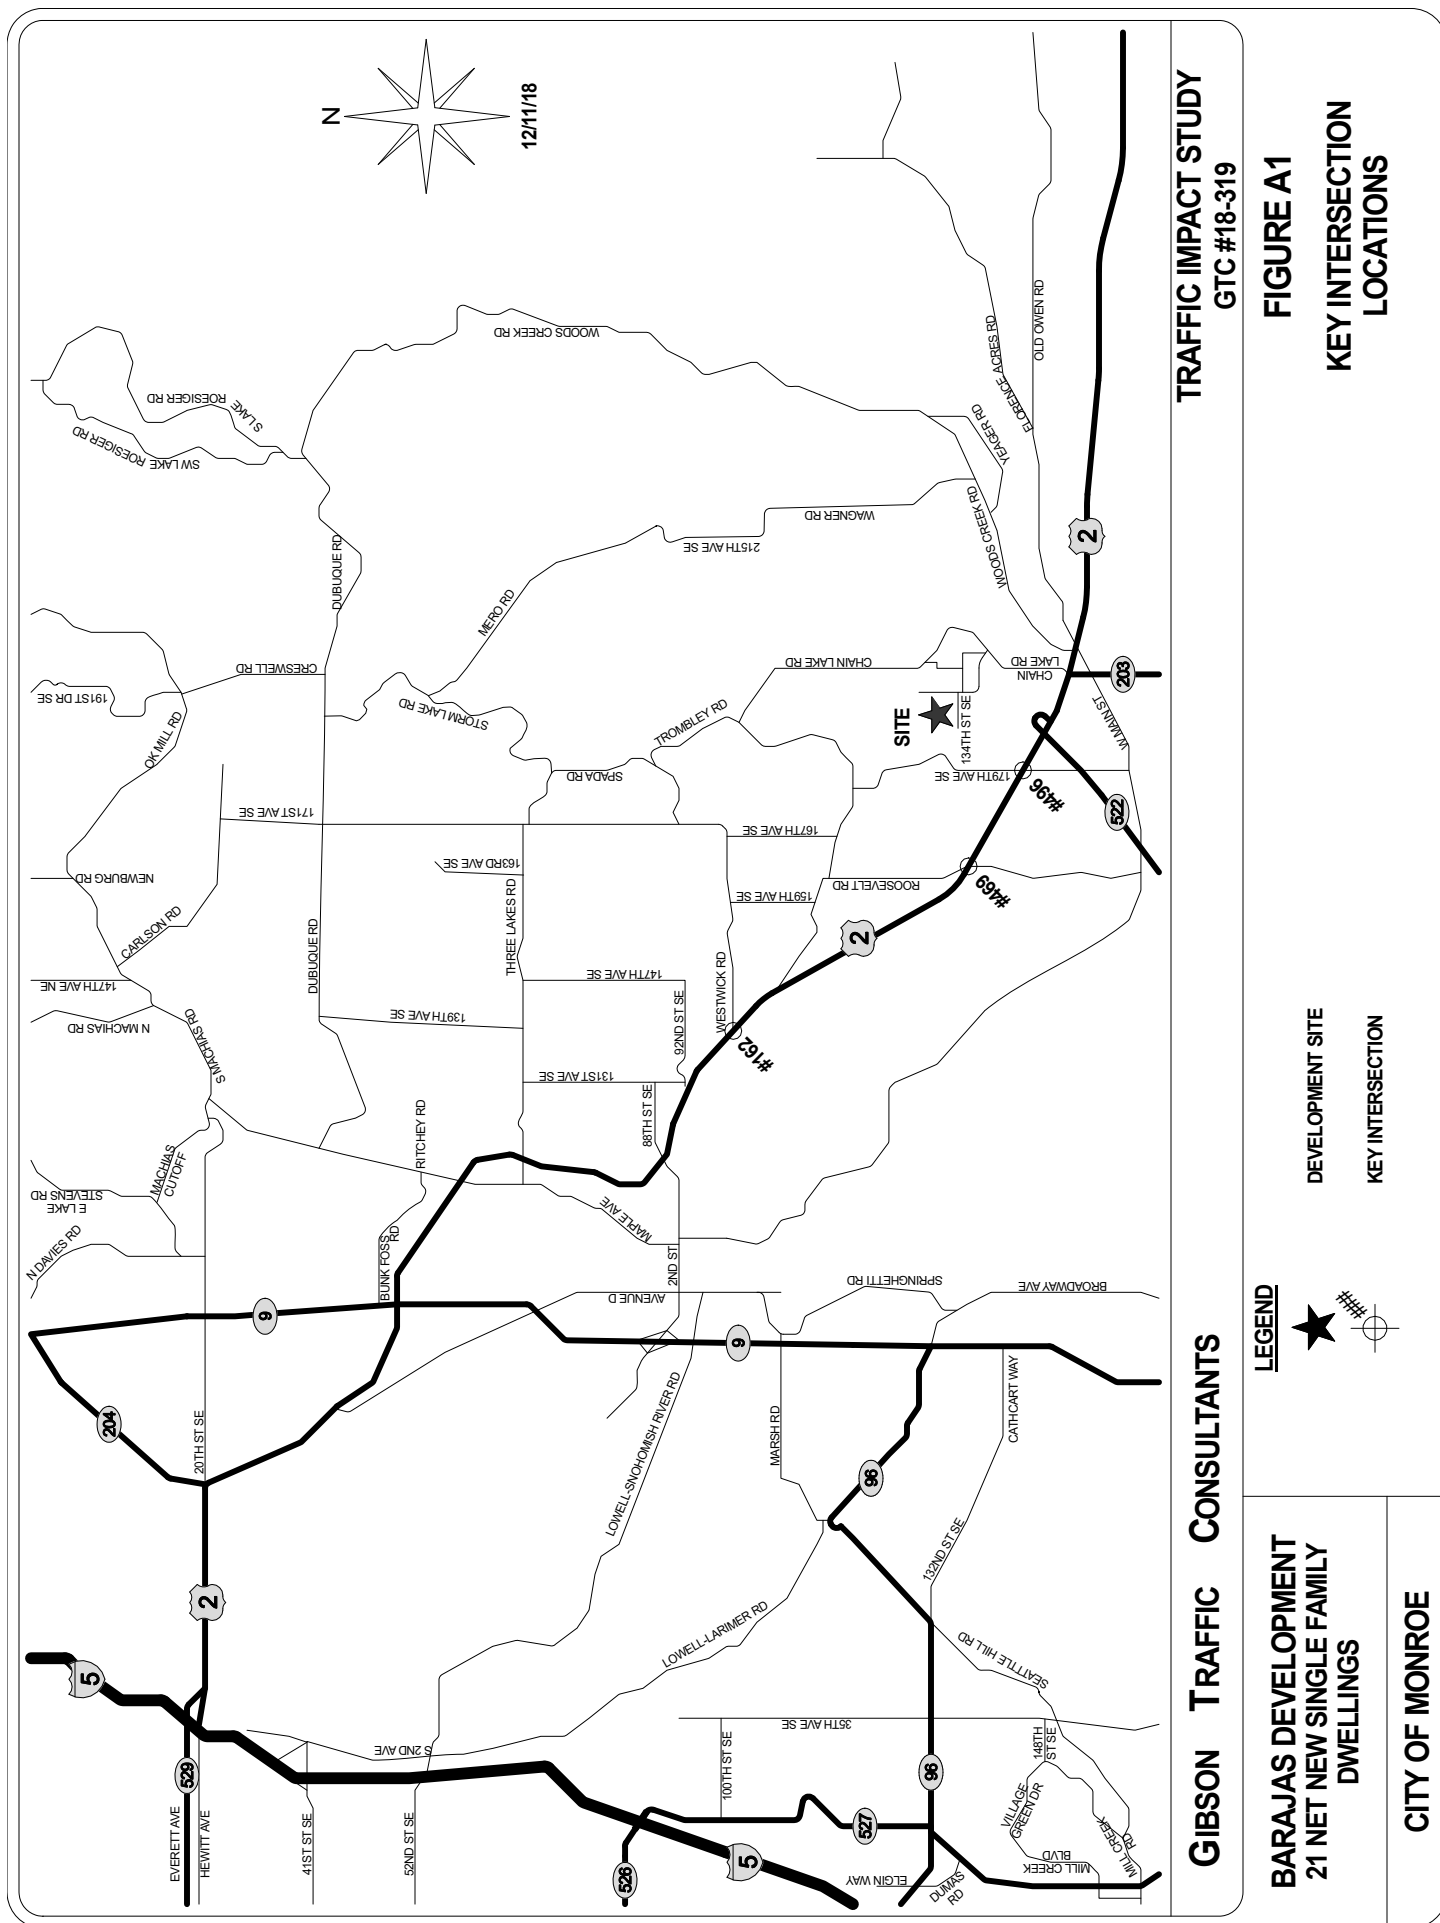 EVERETT AVE
HEWITT AVE
529
5
2
20TH ST SE
204
9
N DAVIES RD
E LAKE
STEVENS RD
MACHIAS
CUTOFF
S MACHIAS RD
N MACHIAS RD
147TH AVE NE
CARLSON RD
NEWBURG RD
OK MILL RD
191ST DR SE
CRESWELL RD
SW LAKE ROESIGER RD
S LAKE
ROESIGER RD
N
12/11/18
41ST ST SE
S 2ND AVE
52ND ST SE
BUNK FOSS
RD
RITCHEY RD
DUBUQUE RD
139TH AVE SE
171ST AVE SE
DUBUQUE RD
163RD AVE SE
THREE LAKES RD
STORM LAKE RD
MERO RD
WOODS CREEK RD
526
5
LOWELL-SNOHOMISH RIVER RD
AVENUE D
2ND ST
MAPLE AVE
88TH ST SE
131ST AVE SE
92ND ST SE
147TH AVE SE
SPADA RD
TROMBLEY RD
215TH AVE SE
WAGNER RD
100TH ST SE
35TH AVE SE
LOWELL-LARIMER RD
MARSH RD
9
SPRINGHETTI RD
#162
WESTWICK RD
159TH AVE SE
167TH AVE SE
CHAIN LAKE RD
2
ROOSEVELT RD
179TH AVE SE
SITE
134TH ST SE
WOODS CREEK RD
YEAGER RD
FLORENCE ACRES RD
OLD OWEN RD
527
96
96
ELGIN WAY
DUMAS
RD
MILL CREEK
BLVD
VILLAGE
GREEN DR
148TH
ST SE
MILL CREEK
RD
SEATTTLE HILL RD
132ND ST SE
CATHCART WAY
BROADWAY AVE
#469
#496
522
W MAIN ST
CHAIN
LAKE RD
203
2
GIBSON TRAFFIC CONSULTANTS
TRAFFIC IMPACT STUDY
GTC #18-319
BARAJAS DEVELOPMENT
21 NET NEW SINGLE FAMILY
DWELLINGS
CITY OF MONROE
LEGEND
DEVELOPMENT SITE
###
KEY INTERSECTION
FIGURE A1
KEY INTERSECTION
LOCATIONS